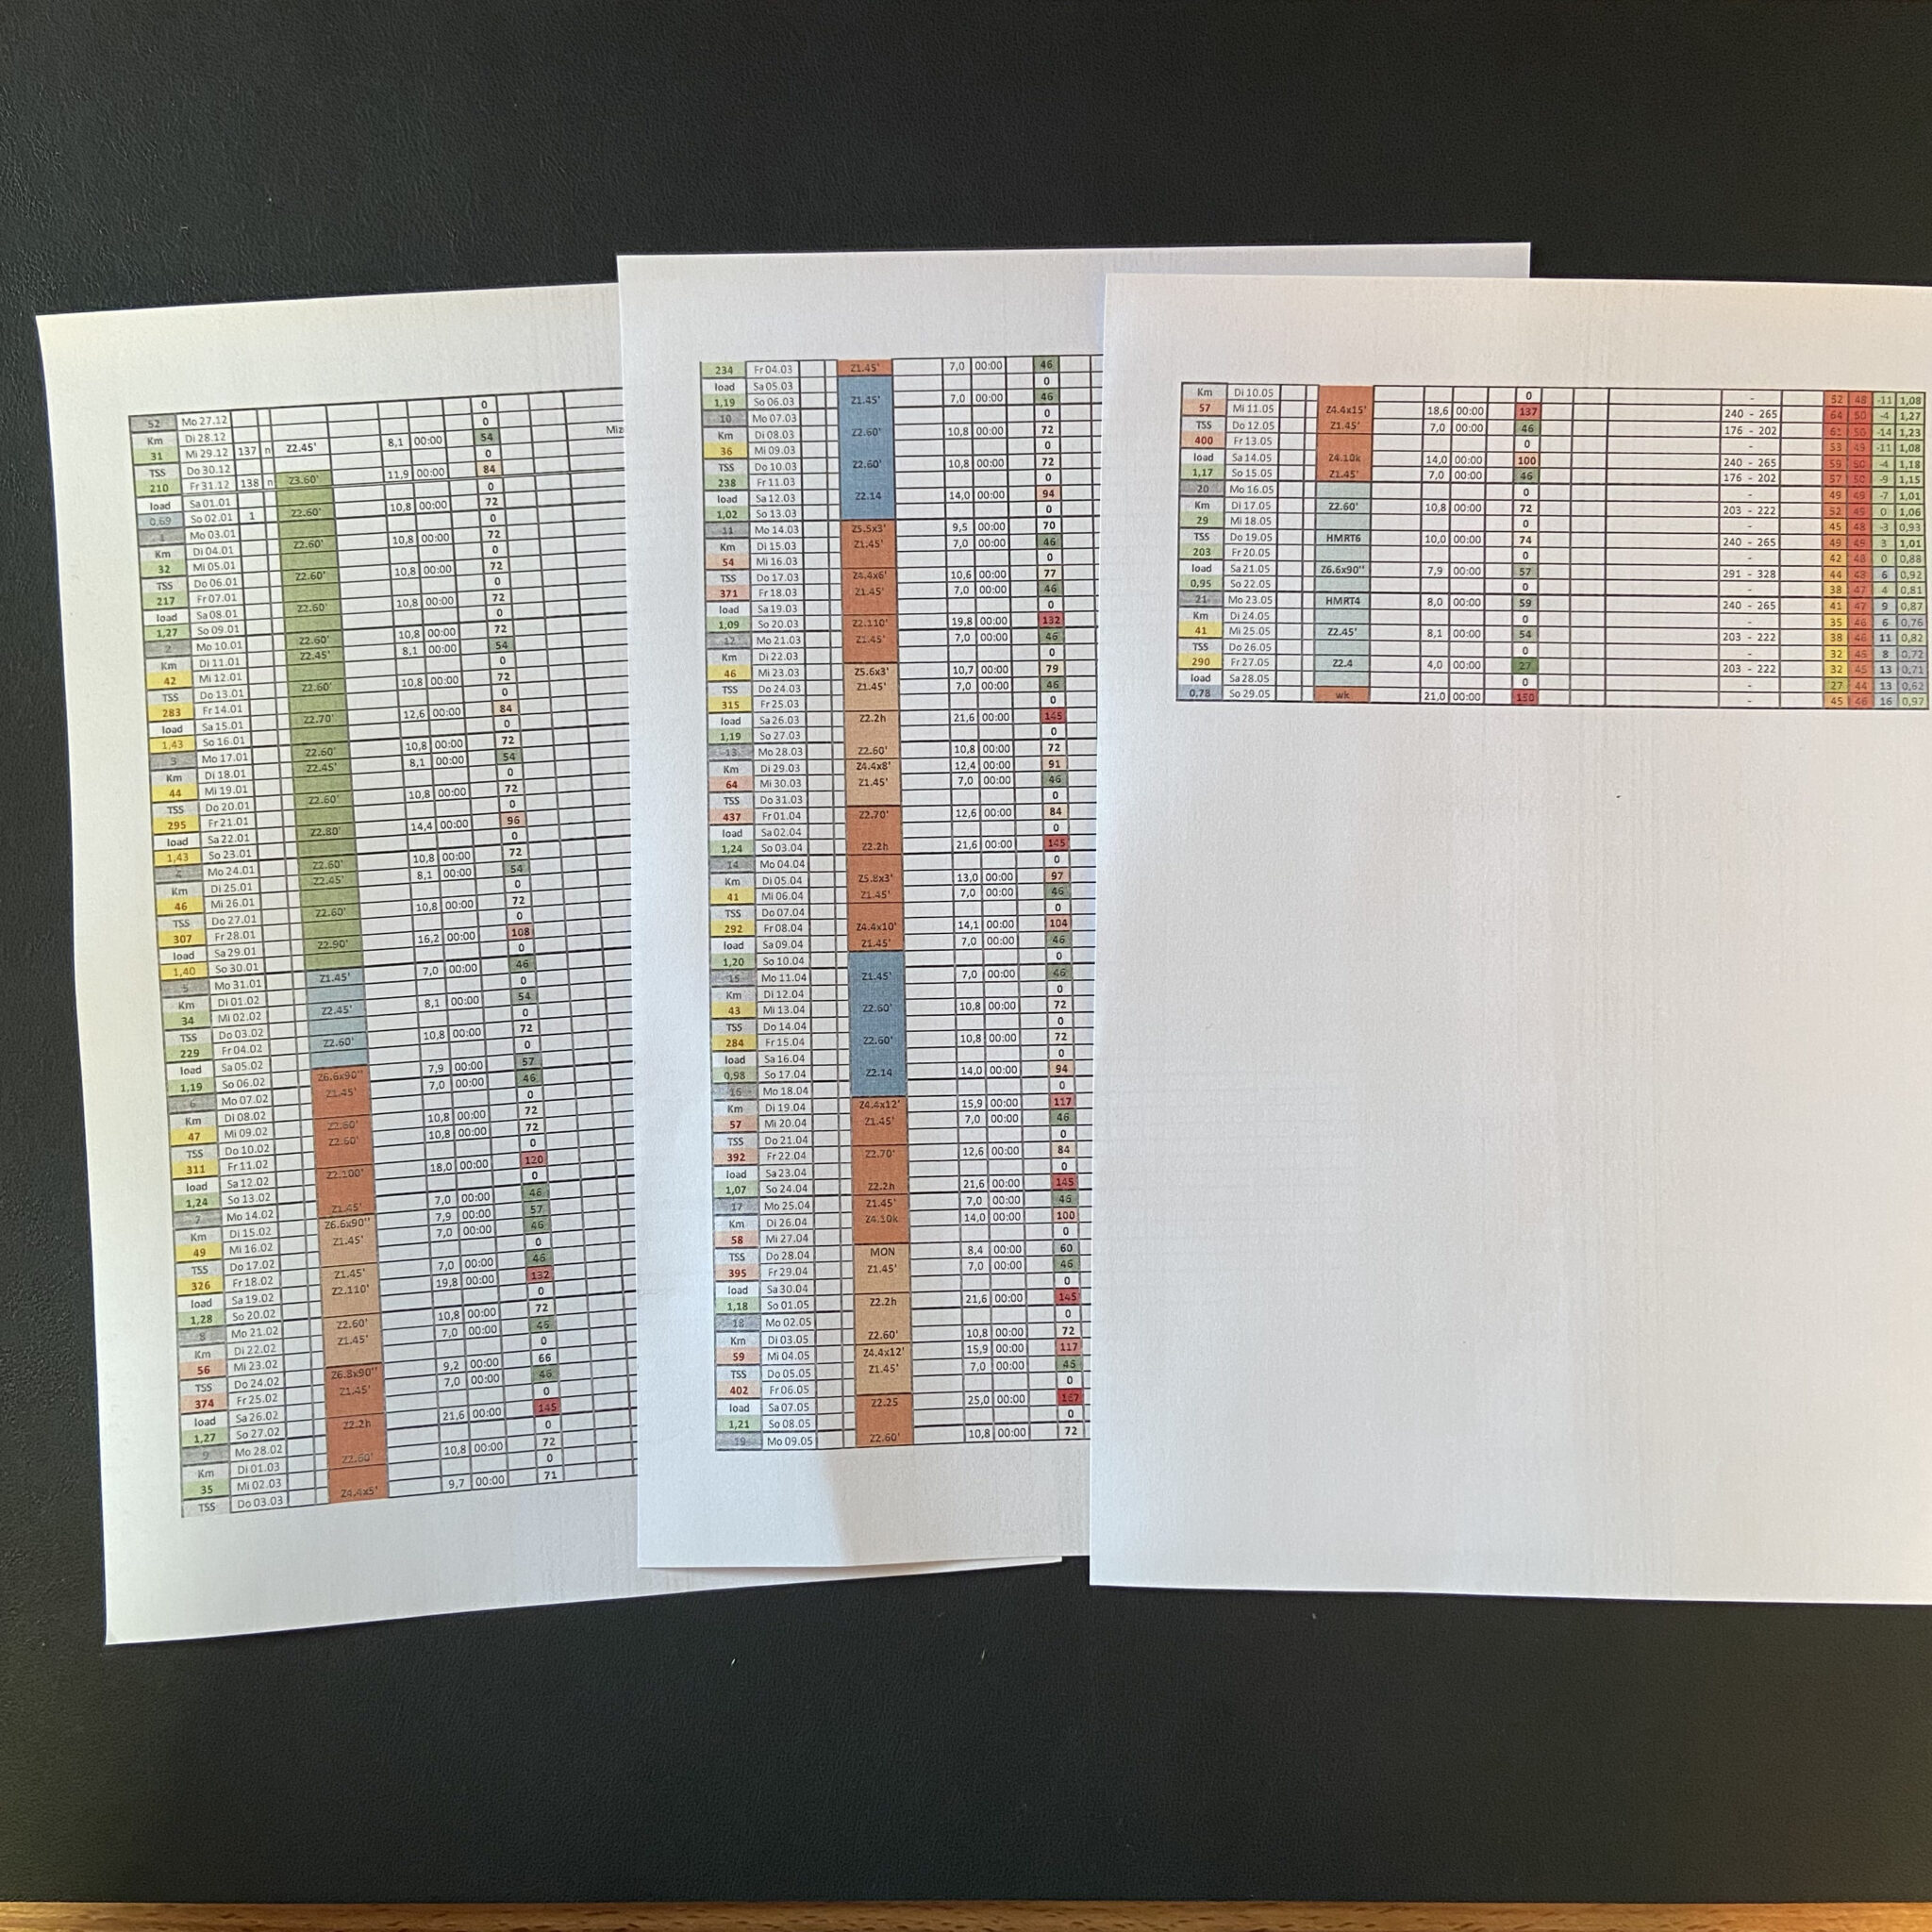 52 Mo 27.12 0
Km Di 28.12 0 Miz
31 Mi 29.12 137 n Z2.45' 8,1 00:00 54
TSS Do 30.12
210 Fr 31.12 138 n Z3.60' 11,9 00:00 84
load Sa 01.01 0
0,69 So 02.01 1 Z2.60' 10,8 00:00 72
1 Mo 03.01 0
Km Di 04.01 Z2.60' 10,8 00:00 72
32 Mi 05.01 0
TSS Do 06.01 Z2.60' 10,8 00:00 72
217 Fr 07.01 0
load Sa 08.01 Z2.60' 10,8 00:00 72
1,27 So 09.01 0
2 Mo 10.01 Z2.60' 10,8 00:00 72
Km Di 11.01 Z2.45' 8,1 00:00 54
42 Mi 12.01 0
TSS Do 13.01 Z2.60' 10,8 00:00 72
283 Fr 14.01 0
load Sa 15.01 Z2.70' 12,6 00:00 84
1,43 So 16.01 0
3 Mo 17.01 Z2.60' 10,8 00:00 72
Km Di 18.01 Z2.45' 8,1 00:00 54
44 Mi 19.01 0
TSS Do 20.01 Z2.60' 10,8 00:00 72
295 Fr 21.01 0
load Sa 22.01 Z2.80' 14,4 00:00 96
1,43 So 23.01 0
4 Mo 24.01 Z2.60' 10,8 00:00 72
Km Di 25.01 Z2.45' 8,1 00:00 54
46 Mi 26.01 0
TSS Do 27.01 Z2.60' 10,8 00:00 72
307 Fr 28.01 0
load Sa 29.01 Z2.90' 16,2 00:00 108
1,40 So 30.01 0
5 Mo 31.01 Z1.45' 7,0 00:00 46
Km Di 01.02 0
34 Mi 02.02 Z2.45' 8,1 00:00 54
TSS Do 03.02 0
229 Fr 04.02 Z2.60' 10,8 00:00 72
load Sa 05.02 0
1,19 So 06.02 Z6.6x90'' 7,9 00:00 57
6 Mo 07.02 Z1.45' 7,0 00:00 46
Km Di 08.02 0
47 Mi 09.02 Z2.60' 10,8 00:00 72
TSS Do 10.02 Z2.60' 10,8 00:00 72
311 Fr 11.02 0
load Sa 12.02 Z2.100' 18,0 00:00 120
1,24 So 13.02 0
7 Mo 14.02 Z1.45' 7,0 00:00 46
Km Di 15.02 Z6.6x90'' 7,9 00:00 57
49 Mi 16.02 Z1.45' 7,0 00:00 46
TSS Do 17.02 0
326 Fr 18.02 Z1.45' 7,0 00:00 46
load Sa 19.02 Z2.110' 19,8 00:00 132
1,28 So 20.02 0
8 Mo 21.02 Z2.60' 10,8 00:00 72
Km Di 22.02 Z1.45' 7,0 00:00 46
56 Mi 23.02 0
TSS Do 24.02 Z6.8x90'' 9,2 00:00 66
374 Fr 25.02 Z1.45' 7,0 00:00 46
load Sa 26.02 0
1,27 So 27.02 Z2.2h 21,6 00:00 145
9 Mo 28.02 0
Km Di 01.03 Z2.60' 10,8 00:00 72
35 Mi 02.03 0
TSS Do 03.03 Z4.4x5' 9,7 00:00 71
234 Fr 04.03 Z1.45' 7,0 00:00 46
load Sa 05.03 0
1,19 So 06.03 Z1.45' 7,0 00:00 46
10 Mo 07.03 0
Km Di 08.03 Z2.60' 10,8 00:00 72
36 Mi 09.03 0
TSS Do 10.03 Z2.60' 10,8 00:00 72
238 Fr 11.03 0
load Sa 12.03 Z2.14 14,0 00:00 94
1,02 So 13.03 0
11 Mo 14.03 Z5.5x3' 9,5 00:00 70
Km Di 15.03 Z1.45' 7,0 00:00 46
54 Mi 16.03 0
TSS Do 17.03 Z4.4x6' 10,6 00:00 77
371 Fr 18.03 Z1.45' 7,0 00:00 46
load Sa 19.03 0
1,09 So 20.03 Z2.110' 19,8 00:00 132
12 Mo 21.03 Z1.45' 7,0 00:00 46
Km Di 22.03 0
46 Mi 23.03 Z5.6x3' 10,7 00:00 79
TSS Do 24.03 Z1.45' 7,0 00:00 46
315 Fr 25.03 0
load Sa 26.03 Z2.2h 21,6 00:00 145
1,19 So 27.03 0
13 Mo 28.03 Z2.60' 10,8 00:00 72
Km Di 29.03 Z4.4x8' 12,4 00:00 91
64 Mi 30.03 Z1.45' 7,0 00:00 46
TSS Do 31.03 0
437 Fr 01.04 Z2.70' 12,6 00:00 84
load Sa 02.04 0
1,24 So 03.04 Z2.2h 21,6 00:00 145
14 Mo 04.04 0
Km Di 05.04 Z5.8x3' 13,0 00:00 97
41 Mi 06.04 Z1.45' 7,0 00:00 46
TSS Do 07.04 0
292 Fr 08.04 Z4.4x10' 14,1 00:00 104
load Sa 09.04 Z1.45' 7,0 00:00 46
1,20 So 10.04 0
15 Mo 11.04 Z1.45' 7,0 00:00 46
Km Di 12.04 0
43 Mi 13.04 Z2.60' 10,8 00:00 72
TSS Do 14.04 0
284 Fr 15.04 Z2.60' 10,8 00:00 72
load Sa 16.04 0
0,98 So 17.04 Z2.14 14,0 00:00 94
16 Mo 18.04 0
Km Di 19.04 Z4.4x12' 15,9 00:00 117
57 Mi 20.04 Z1.45' 7,0 00:00 46
TSS Do 21.04 0
392 Fr 22.04 Z2.70' 12,6 00:00 84
load Sa 23.04 0
1,07 So 24.04 Z2.2h 21,6 00:00 145
17 Mo 25.04 Z1.45' 7,0 00:00 46
Km Di 26.04 Z4.10k 14,0 00:00 100
58 Mi 27.04 0
TSS Do 28.04 MON 8,4 00:00 60
395 Fr 29.04 Z1.45' 7,0 00:00 46
load Sa 30.04 0
1,18 So 01.05 Z2.2h 21,6 00:00 145
18 Mo 02.05 0
Km Di 03.05 Z2.60' 10,8 00:00 72
59 Mi 04.05 Z4.4x12' 15,9 00:00 117
TSS Do 05.05 Z1.45' 7,0 00:00 46
402 Fr 06.05 0
load Sa 07.05 Z2.25 25,0 00:00 167
1,21 So 08.05 0
19 Mo 09.05 Z2.60' 10,8 00:00 72
Km Di 10.05 0 - 52 48 -11 1,08
57 Mi 11.05 Z4.4x15' 18,6 00:00 137 240 - 265 64 50 -4 1,27
TSS Do 12.05 Z1.45' 7,0 00:00 46 176 - 202 61 50 -14 1,23
400 Fr 13.05 0 - 53 49 -11 1,08
load Sa 14.05 Z4.10k 14,0 00:00 100 240 - 265 59 50 -4 1,18
1,17 So 15.05 Z1.45' 7,0 00:00 46 176 - 202 57 50 -9 1,15
20 Mo 16.05 0 - 49 49 -7 1,01
Km Di 17.05 Z2.60' 10,8 00:00 72 203 - 222 52 49 0 1,06
29 Mi 18.05 0 - 45 48 -3 0,93
TSS Do 19.05 HMRT6 10,0 00:00 74 240 - 265 49 49 3 1,01
203 Fr 20.05 0 - 42 48 0 0,88
load Sa 21.05 Z6.6x90'' 7,9 00:00 57 291 - 328 44 48 6 0,92
0,95 So 22.05 0 - 38 47 4 0,81
21 Mo 23.05 HMRT4 8,0 00:00 59 240 - 265 41 47 9 0,87
Km Di 24.05 0 - 35 46 6 0,76
41 Mi 25.05 Z2.45' 8,1 00:00 54 203 - 222 38 46 11 0,82
TSS Do 26.05 0 - 32 45 8 0,72
290 Fr 27.05 Z2.4 4,0 00:00 27 203 - 222 32 45 13 0,71
load Sa 28.05 0 - 27 44 13 0,62
0,78 So 29.05 wk 21,0 00:00 150 - 45 46 16 0,97